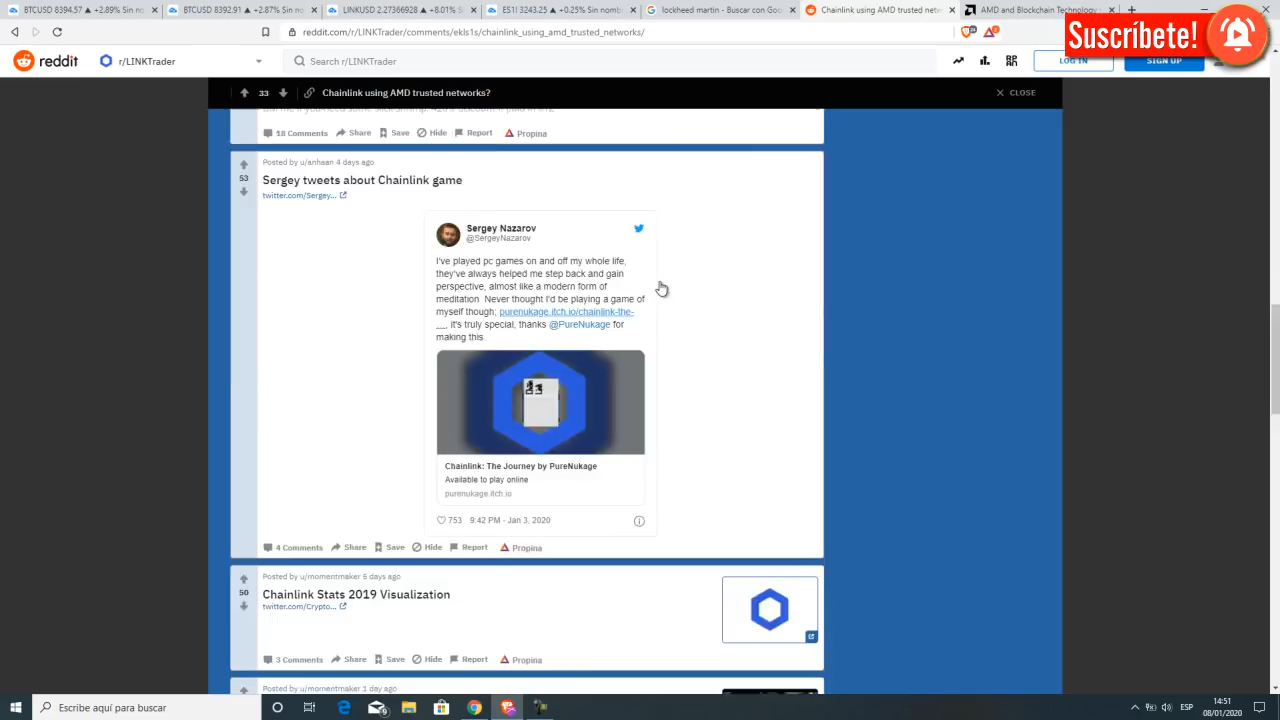 BTCUSD 8394.57 ▲ +2.89% Sin no
BTCUSD 8392.91 ▲ +2.87% Sin no
LINKUSD 2.27366928 ▲ +8.01% S
ES1! 3243.25 ▲ +0.25% Sin nomb
lockheed martin - Buscar con Goo
Chainlink using AMD trusted net
AMD and Blockchain Technology
reddit.com/r/LINKTrader/comments/ekls1s/chainlink_using_amd_trusted_networks/
Suscríbete!
reddit
r/LINKTrader
Search r/LINKTrader
LOG IN
SIGN UP
33
Chainlink using AMD trusted networks?
CLOSE
18 Comments Share Save Hide Report Propina
Posted by u/anhaan 4 days ago
53
Sergey tweets about Chainlink game
twitter.com/Sergey...
Sergey Nazarov
@SergeyNazarov
I've played pc games on and off my whole life,
they've always helped me step back and gain
perspective, almost like a modern form of
meditation. Never thought I'd be playing a game of
myself though; purenukage.itch.io/chainlink-the-
__, it's truly special, thanks @PureNukage for
making this.
Chainlink: The Journey by PureNukage
Available to play online
purenukage.itch.io
753 9:42 PM - Jan 3, 2020
4 Comments Share Save Hide Report Propina
Posted by u/momentmaker 5 days ago
50
Chainlink Stats 2019 Visualization
twitter.com/Crypto...
3 Comments Share Save Hide Report Propina
Posted by u/momentmaker 1 day ago
Escribe aquí para buscar
ESP
14:51
08/01/2020